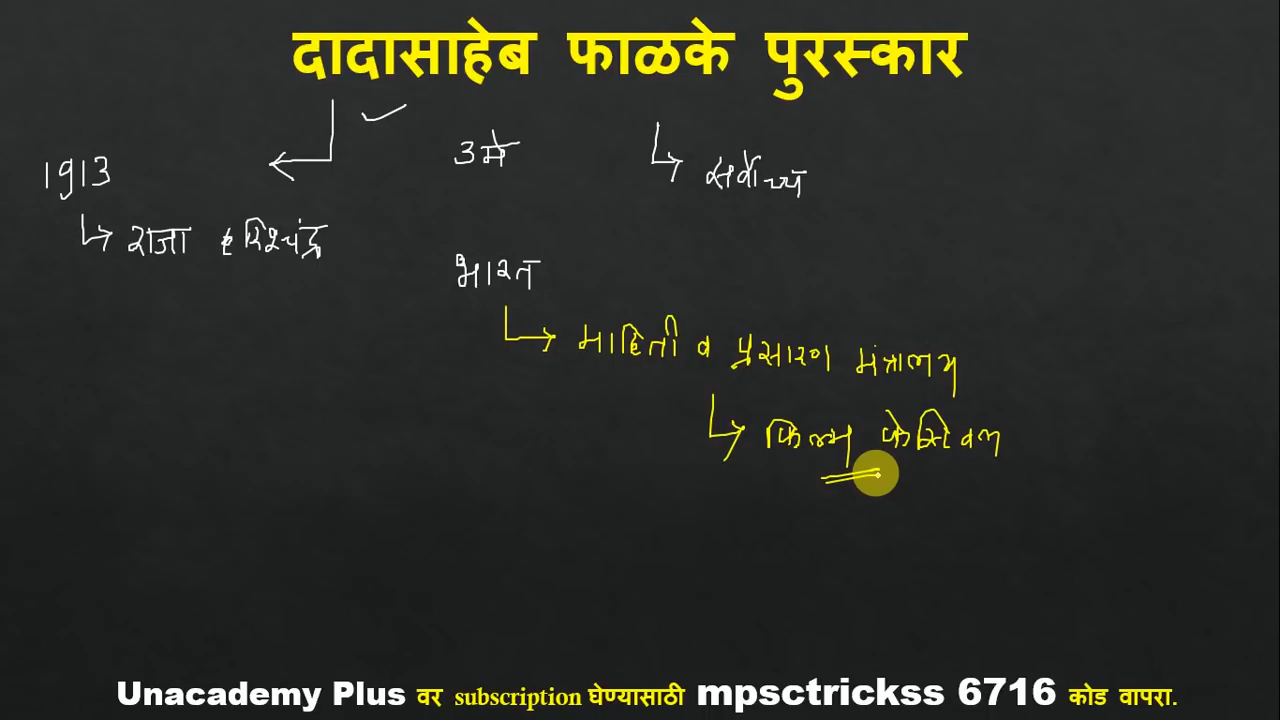 दादासाहेब फाळके पुरस्कार
1913
3 मे
सर्वोच्च
राजा हरिश्चंद्र
भारत
माहिती व प्रसारण मंत्रालय
फिल्म फेस्टिवल
Unacademy Plus वर subscription घेण्यासाठी mpsctrickss 6716 कोड वापरा.